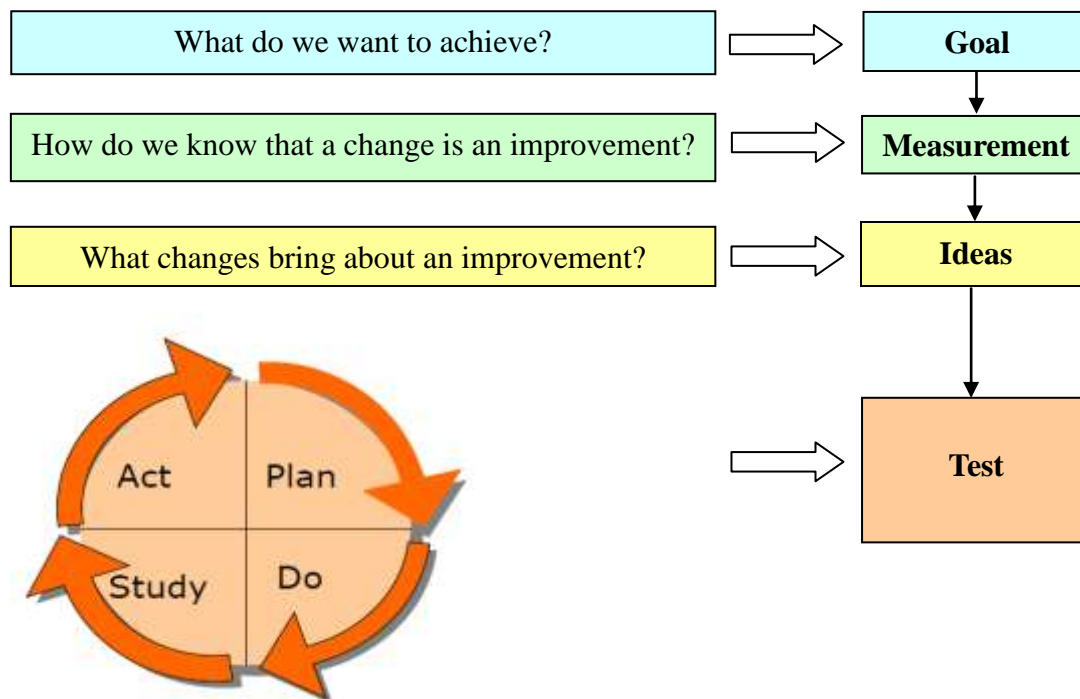 What do we want to achieve?
Goal
How do we know that a change is an improvement?
Measurement
What changes bring about an improvement?
Ideas
Act
Plan
Test
Study
Do